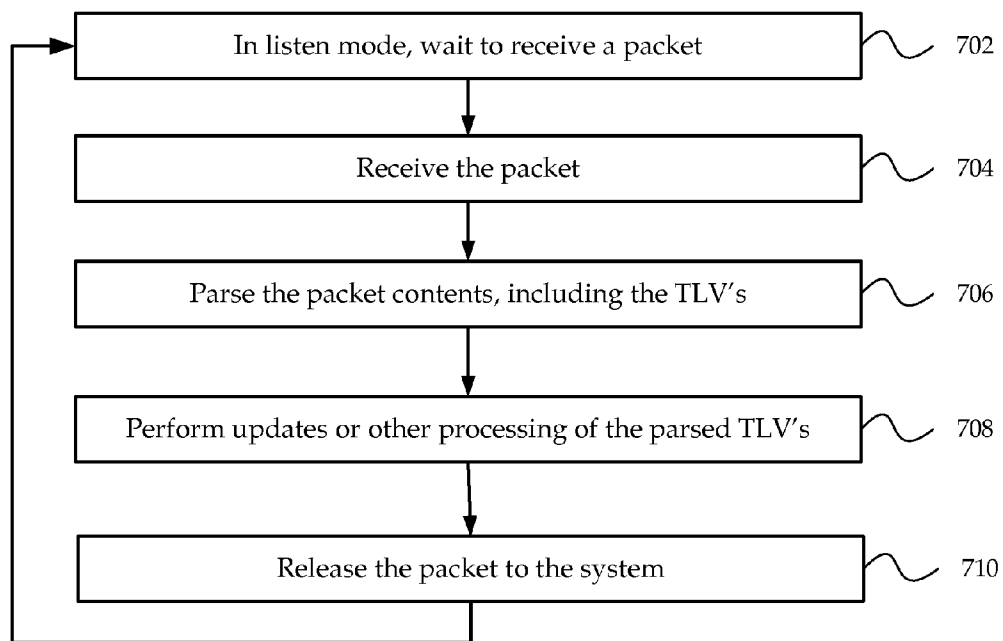 In listen mode, wait to receive a packet
702
Receive the packet
704
Parse the packet contents, including the TLV's
706
Perform updates or other processing of the parsed TLV's
708
Release the packet to the system
710